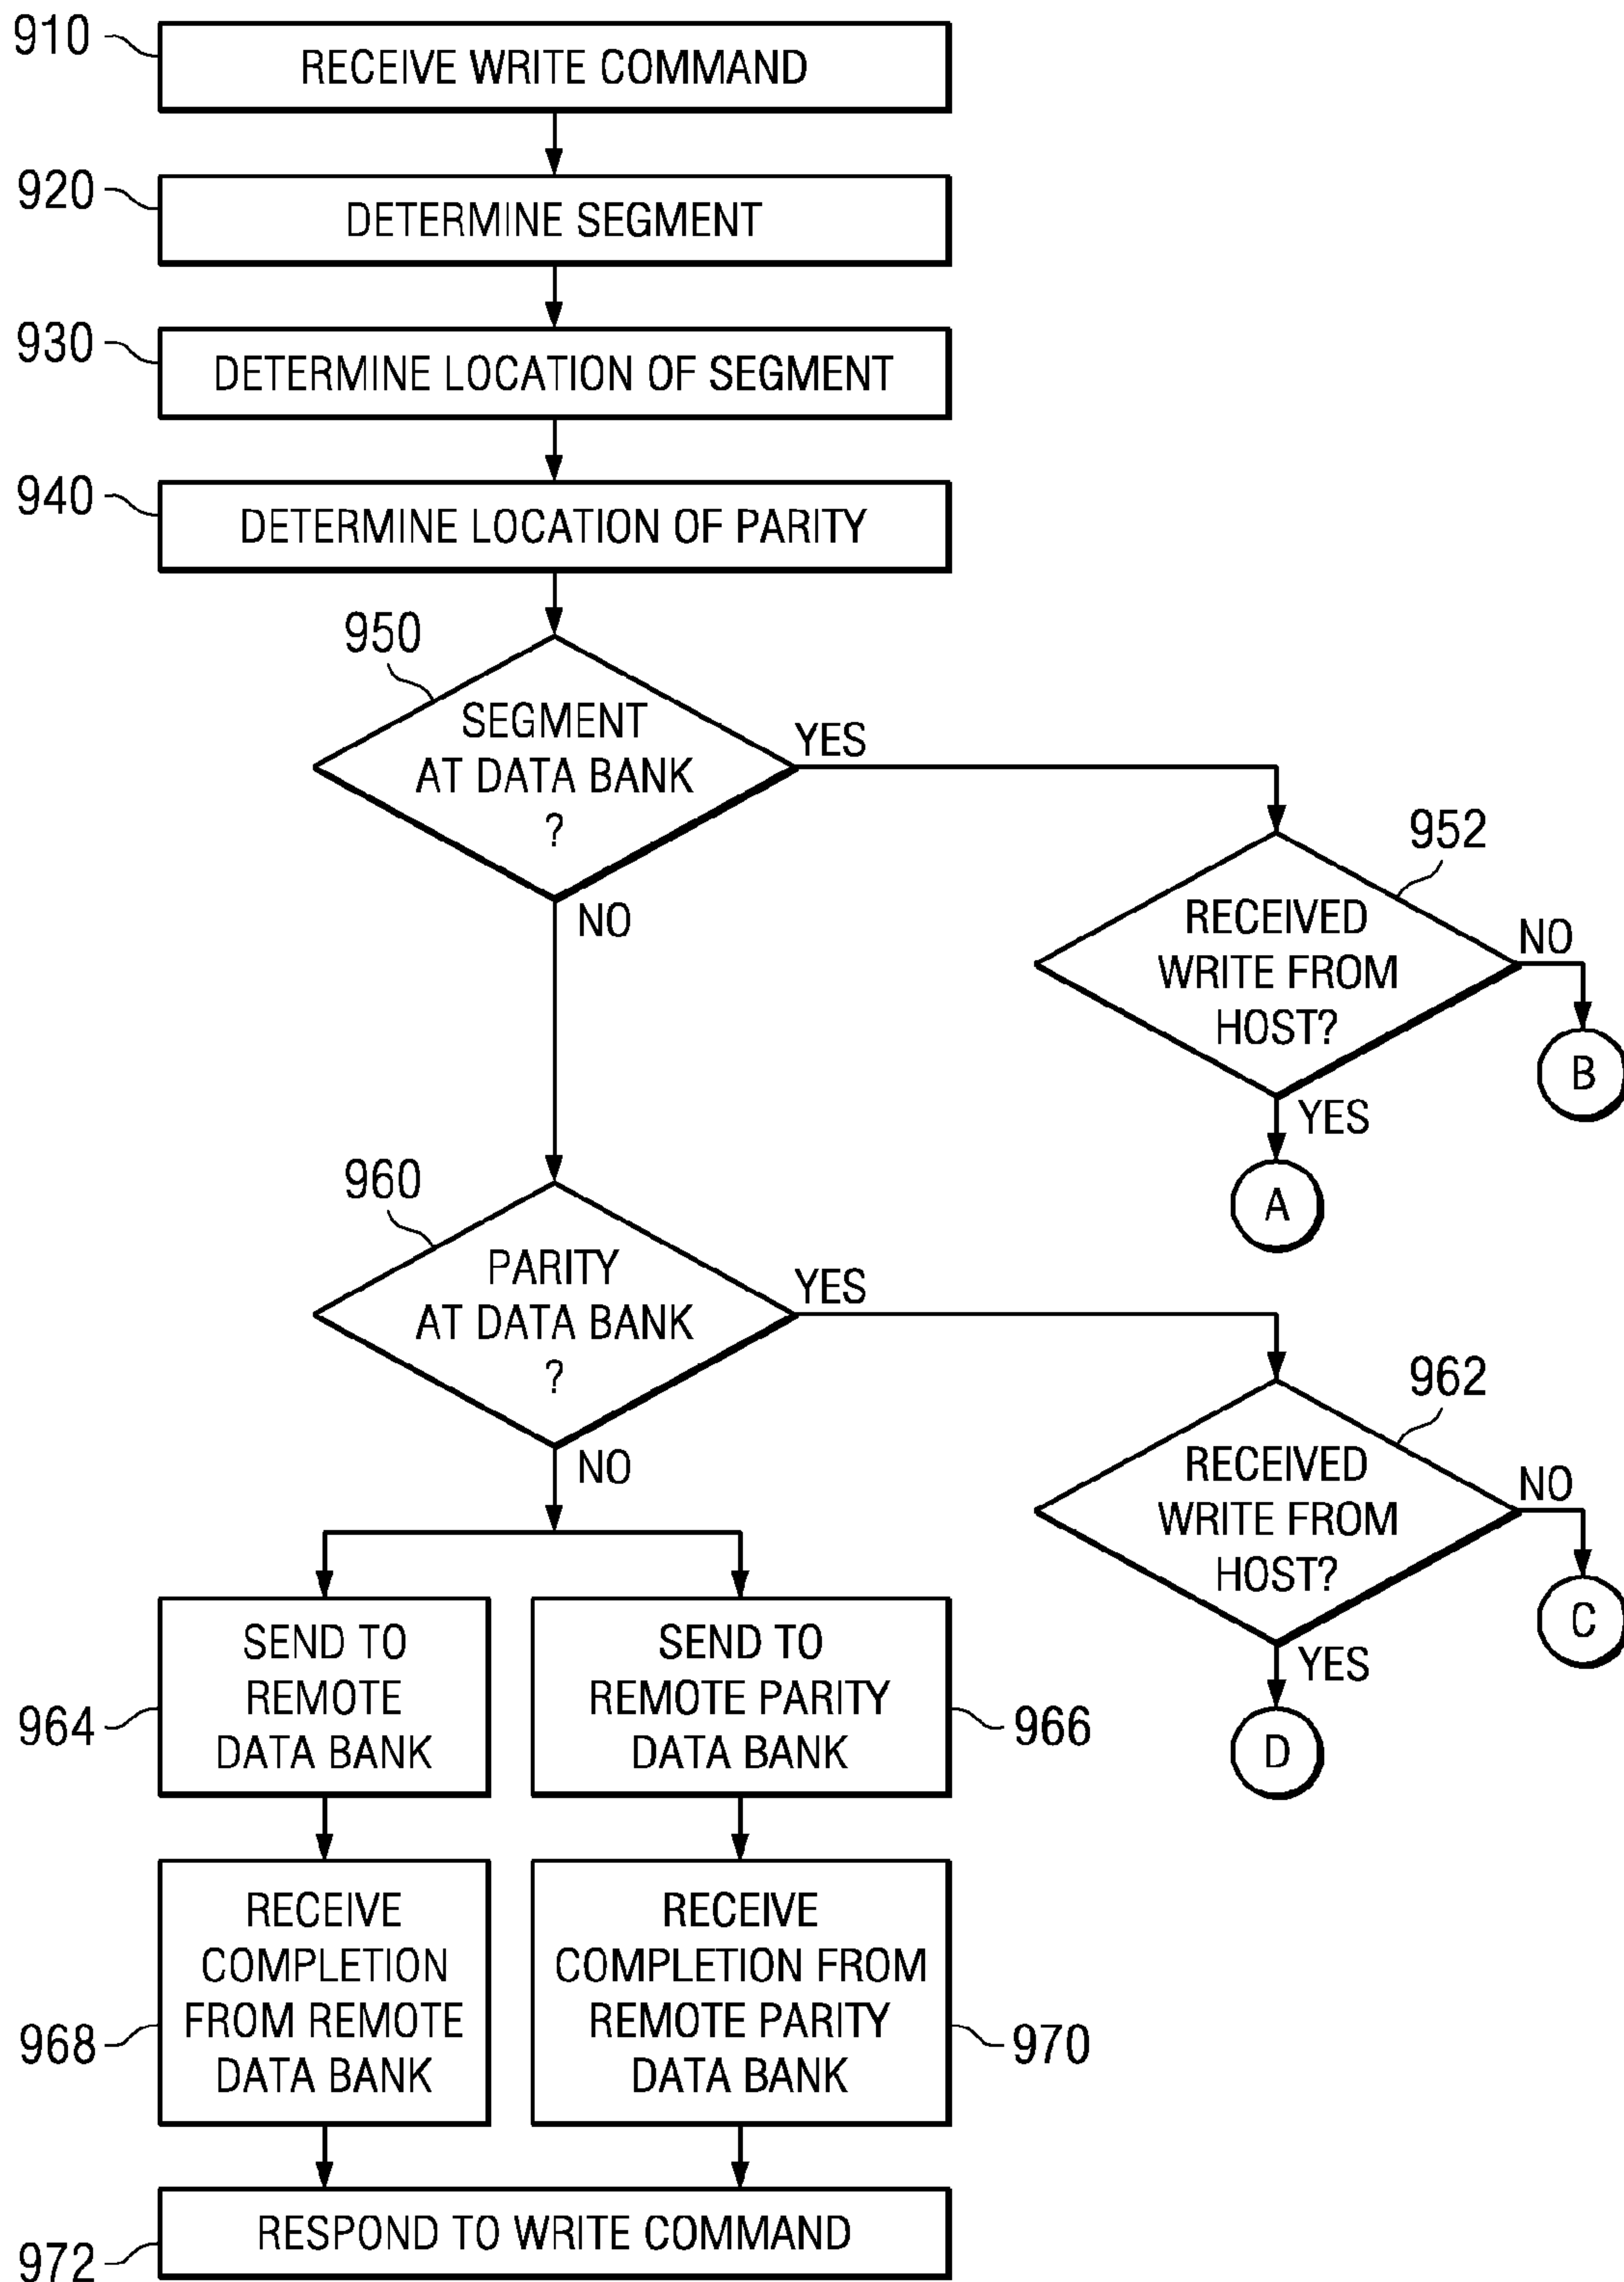 910
RECEIVE WRITE COMMAND
920
DETERMINE SEGMENT
930
DETERMINE LOCATION OF SEGMENT
940
DETERMINE LOCATION OF PARITY
950
SEGMENT
AT DATA BANK
?
YES
NO
952
RECEIVED
WRITE FROM
HOST?
NO
B
YES
A
960
PARITY
AT DATA BANK
?
YES
NO
962
RECEIVED
WRITE FROM
HOST?
NO
C
YES
D
964
SEND TO
REMOTE
DATA BANK
SEND TO
REMOTE PARITY
DATA BANK
966
968
RECEIVE
COMPLETION
FROM REMOTE
DATA BANK
RECEIVE
COMPLETION FROM
REMOTE PARITY
DATA BANK
970
972
RESPOND TO WRITE COMMAND